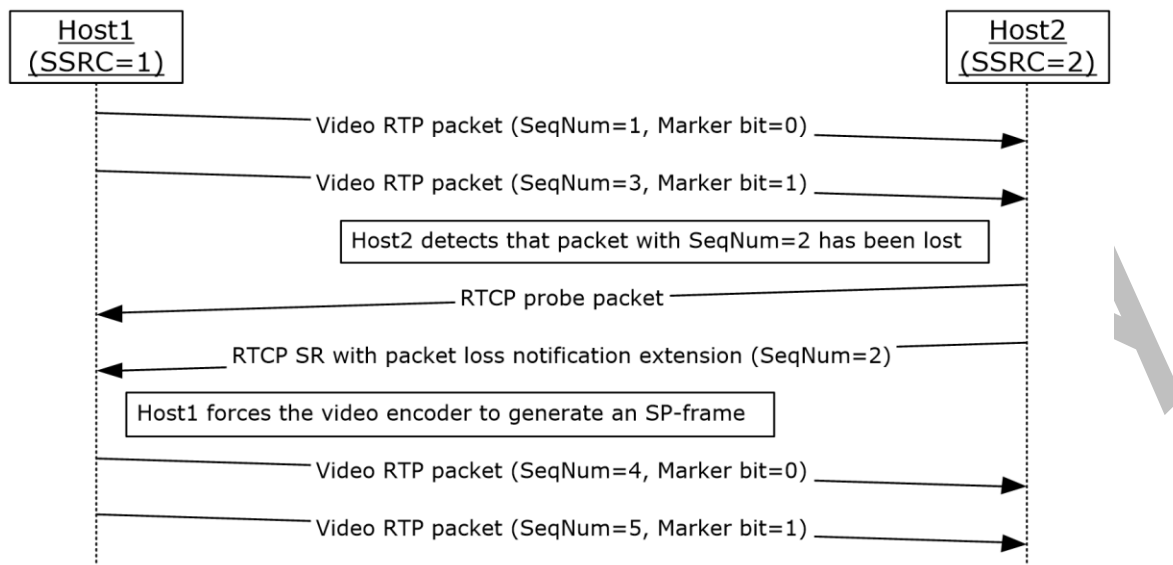 Host1
(SSRC=1)
Host2
(SSRC=2)
Video RTP packet (SeqNum=1, Marker bit=0)
Video RTP packet (SeqNum=3, Marker bit=1)
Host2 detects that packet with SeqNum=2 has been lost
RTCP probe packet
RTCP SR with packet loss notification extension (SeqNum=2)
Host1 forces the video encoder to generate an SP-frame
Video RTP packet (SeqNum=4, Marker bit=0)
Video RTP packet (SeqNum=5, Marker bit=1)